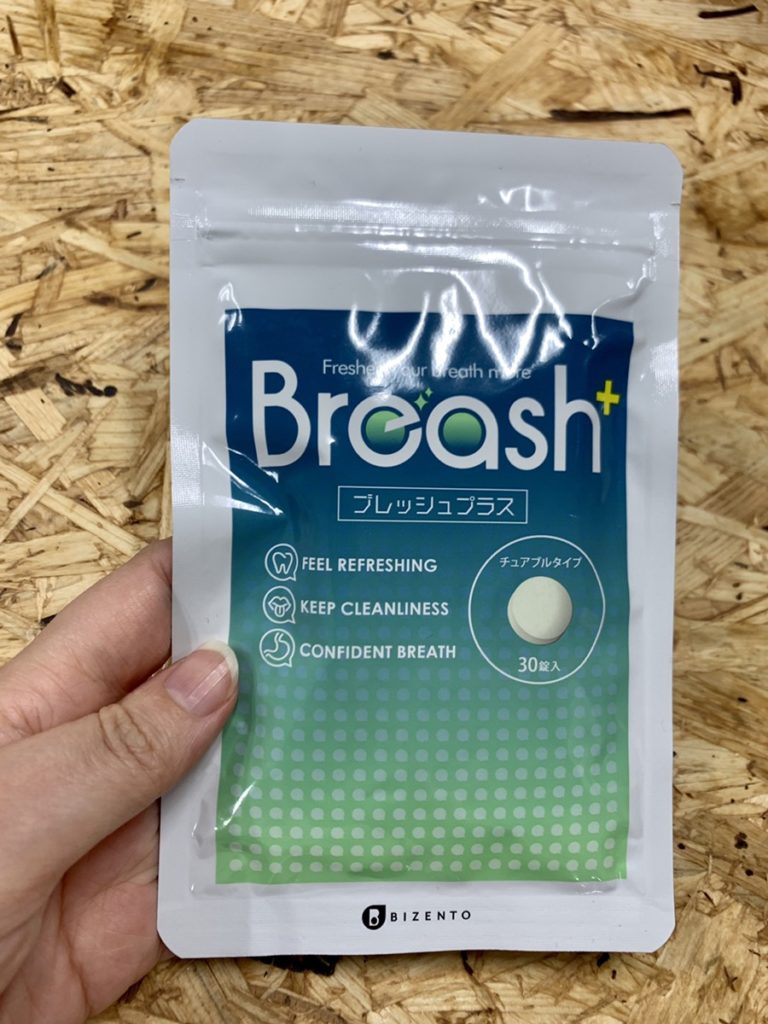 Freshen your breath more
Breash+
ブレッシュプラス
FEEL REFRESHING
KEEP CLEANLINESS
CONFIDENT BREATH
チュアブルタイプ
30錠入
BIZENTO